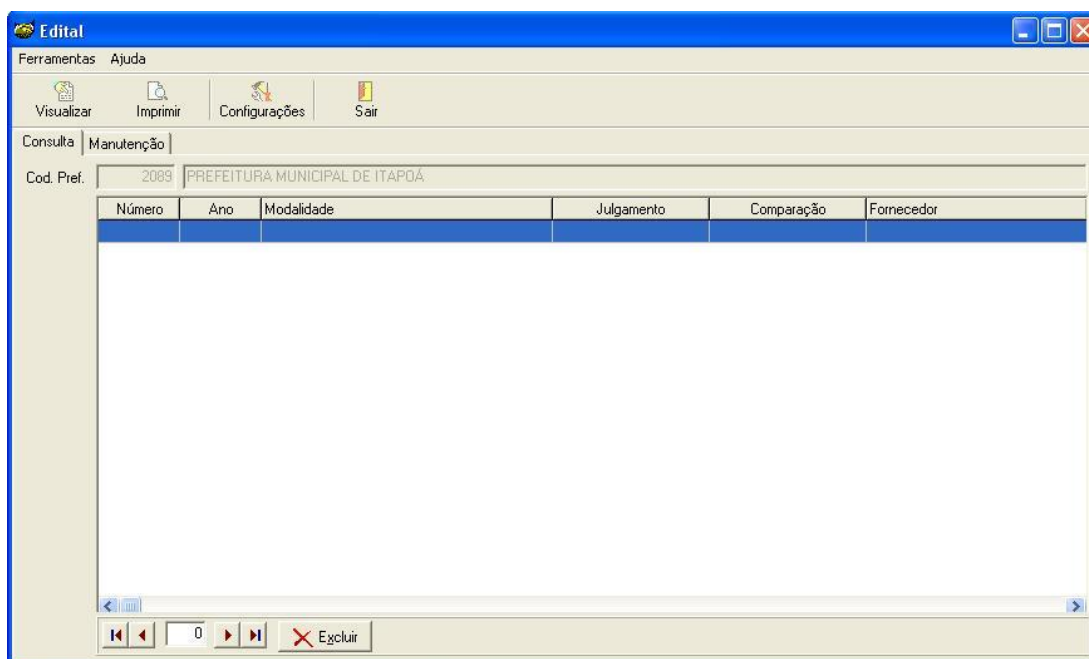 Edital
Ferramentas Ajuda
Visualizar Imprimir Configurações Sair
Consulta Manutenção
Cod. Pref. 2089 PREFEITURA MUNICIPAL DE ITAPOÁ
Número Ano Modalidade Julgamento Comparação Fornecedor
0 Excluir